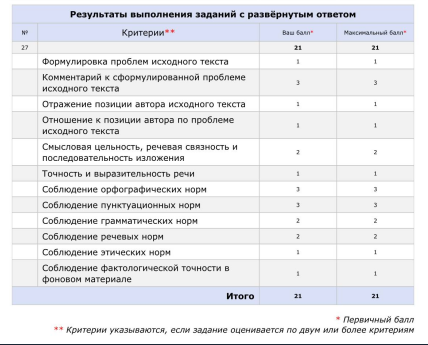 Результаты выполнения заданий с развёрнутым ответом
№ Критерии** Ваш балл* Максимальный балл*
27 21 21
Формулировка проблем исходного текста 1 1
Комментарий к сформулированной проблеме
исходного текста 3 3
Отражение позиции автора исходного текста 1 1
Отношение к позиции автора по проблеме
исходного текста 1 1
Смысловая цельность, речевая связность и
последовательность изложения 2 2
Точность и выразительность речи 1 1
Соблюдение орфографических норм 3 3
Соблюдение пунктуационных норм 3 3
Соблюдение грамматических норм 2 2
Соблюдение речевых норм 2 2
Соблюдение этических норм 1 1
Соблюдение фактологической точности в
фоновом материале 1 1
Итого 21 21
* Первичный балл
** Критерии указываются, если задание оценивается по двум или более критериям